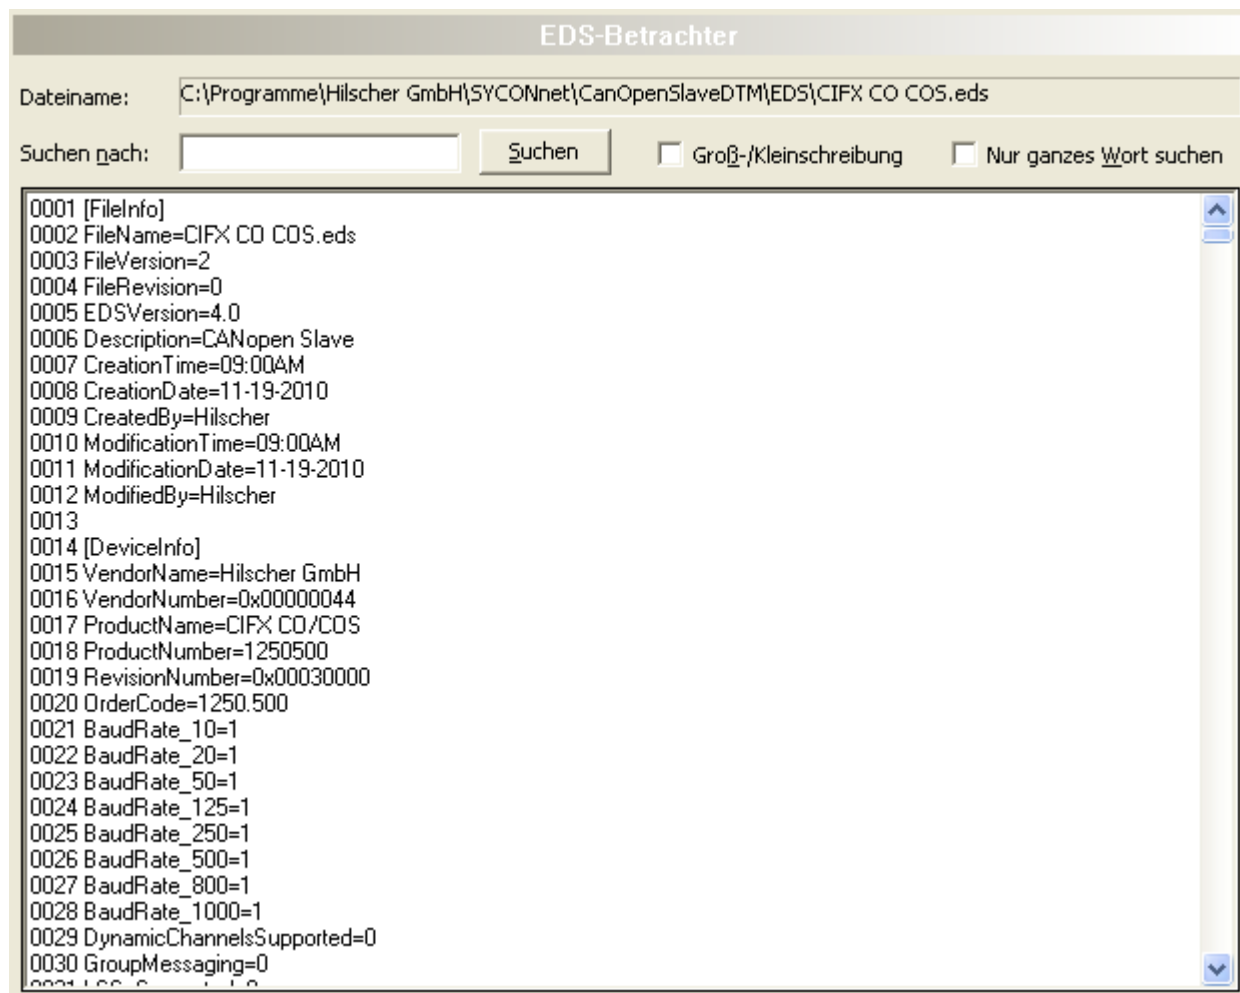 EDS-Betrachter
Dateiname: C:\Programme\Hilscher GmbH\SYCONnet\CanOpenSlaveDTM\EDS\CIFX CO COS.eds
Suchen nach: Suchen Groß-/Kleinschreibung Nur ganzes Wort suchen
0001 [FileInfo]
0002 FileName=CIFX CO COS.eds
0003 FileVersion=2
0004 FileRevision=0
0005 EDSVersion=4.0
0006 Description=CANopen Slave
0007 CreationTime=09:00AM
0008 CreationDate=11-19-2010
0009 CreatedBy=Hilscher
0010 ModificationTime=09:00AM
0011 ModificationDate=11-19-2010
0012 ModifiedBy=Hilscher
0013
0014 [DeviceInfo]
0015 VendorName=Hilscher GmbH
0016 VendorNumber=0x00000044
0017 ProductName=CIFX CO/COS
0018 ProductNumber=1250500
0019 RevisionNumber=0x00030000
0020 OrderCode=1250.500
0021 BaudRate_10=1
0022 BaudRate_20=1
0023 BaudRate_50=1
0024 BaudRate_125=1
0025 BaudRate_250=1
0026 BaudRate_500=1
0027 BaudRate_800=1
0028 BaudRate_1000=1
0029 DynamicChannelsSupported=0
0030 GroupMessaging=0